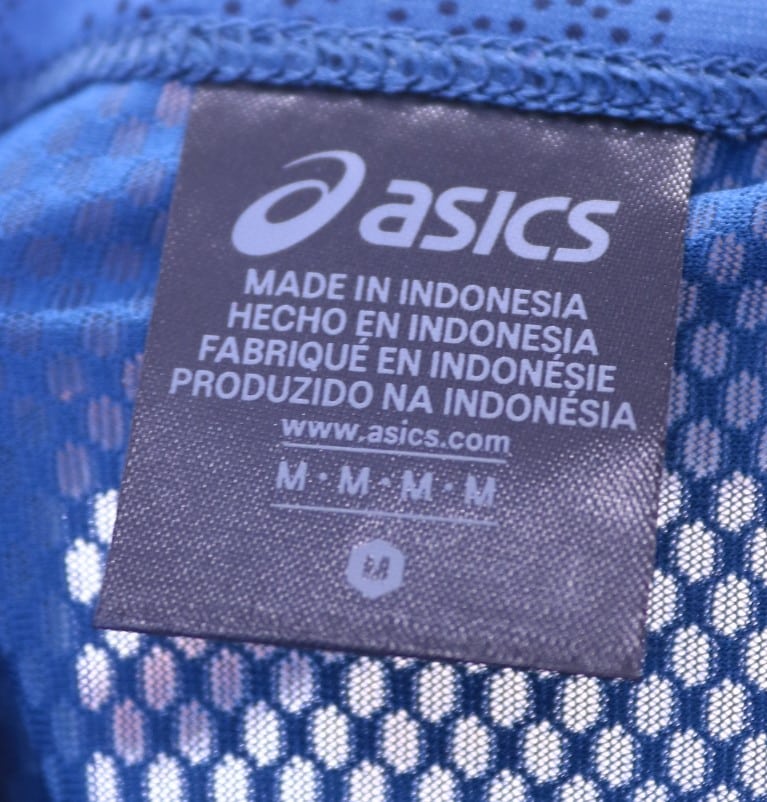 asics
MADE IN INDONESIA
HECHO EN INDONESIA
FABRIQUÉ EN INDONÉSIE
PRODUZIDO NA INDONÉSIA
www.asics.com
M · M · M · M
M